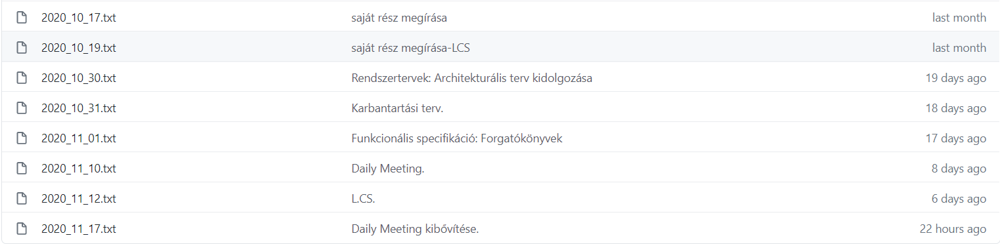 2020_10_17.txt saját rész megírása last month
2020_10_19.txt saját rész megírása-LCS last month
2020_10_30.txt Rendszertervek: Architekturális terv kidolgozása 19 days ago
2020_10_31.txt Karbantartási terv. 18 days ago
2020_11_01.txt Funkcionális specifikáció: Forgatókönyvek 17 days ago
2020_11_10.txt Daily Meeting. 8 days ago
2020_11_12.txt L.CS. 6 days ago
2020_11_17.txt Daily Meeting kibővítése. 22 hours ago